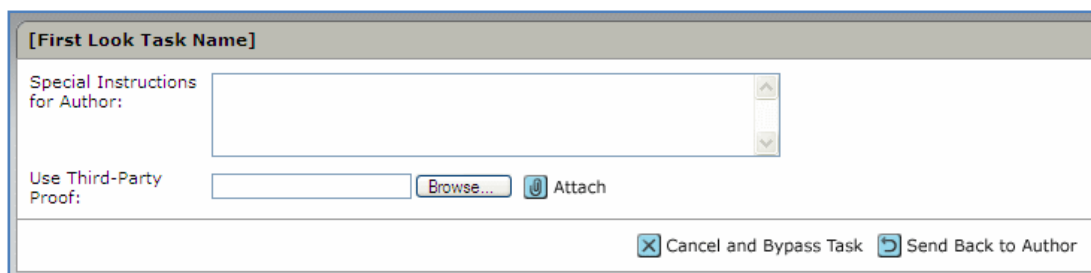 [First Look Task Name]
Special Instructions
for Author:
Use Third-Party
Proof:
Browse... Attach
Cancel and Bypass Task Send Back to Author